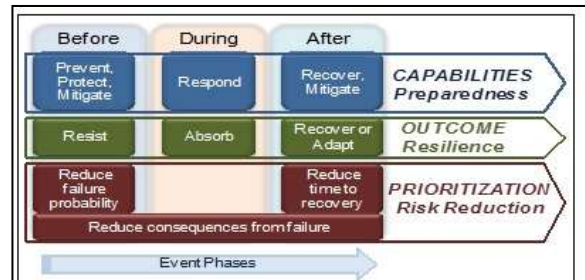 Before During After
Prevent, Protect, Mitigate
Respond
Recover, Mitigate
CAPABILITIES
Preparedness
Resist
Absorb
Recover or Adapt
OUTCOME
Resilience
Reduce failure probability
Reduce time to recovery
PRIORITIZATION
Risk Reduction
Reduce consequences from failure
Event Phases